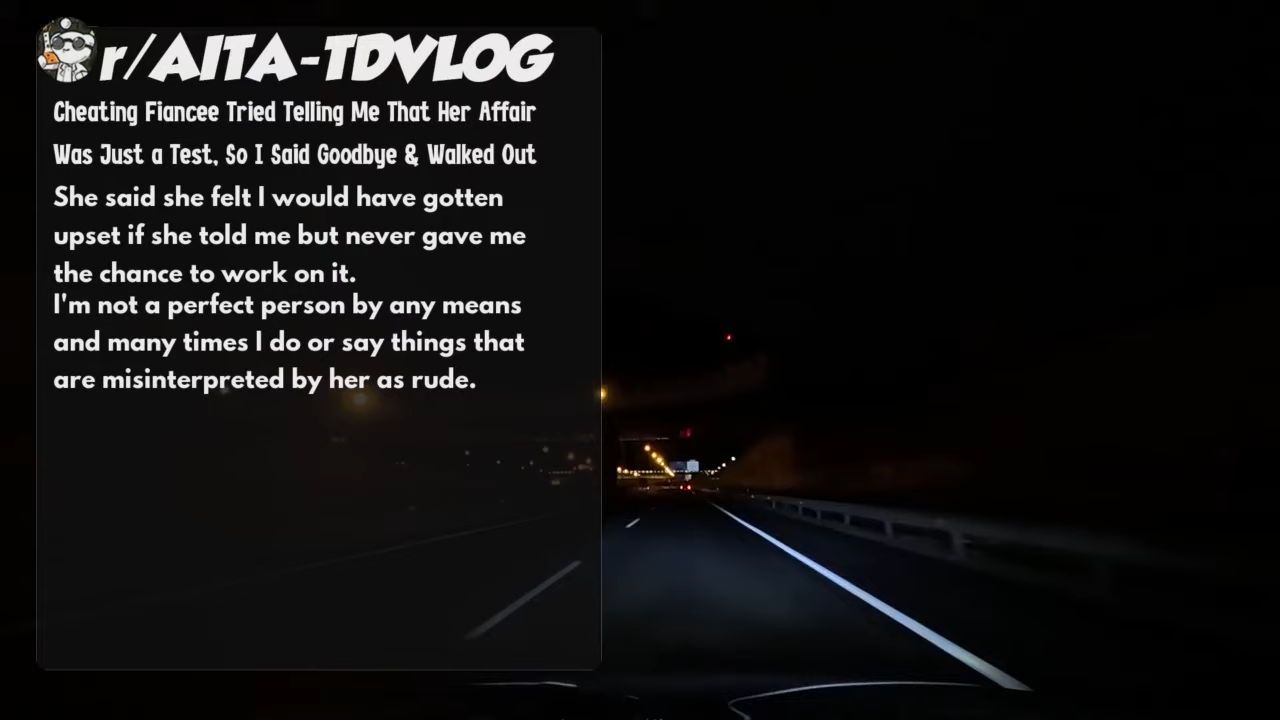 r/AITA-TDVLOG
Cheating Fiancee Tried Telling Me That Her Affair
Was Just a Test, So I Said Goodbye & Walked Out
She said she felt I would have gotten
upset if she told me but never gave me
the chance to work on it.
I'm not a perfect person by any means
and many times I do or say things that
are misinterpreted by her as rude.